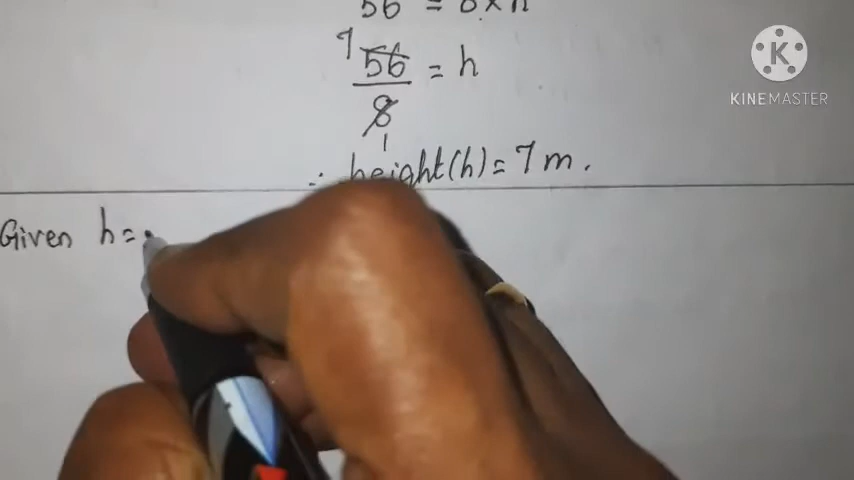 56 = 8 × h
7
56/8 = h
1
∴ height(h) = 7 m.
Given h =
K
KINEMASTER